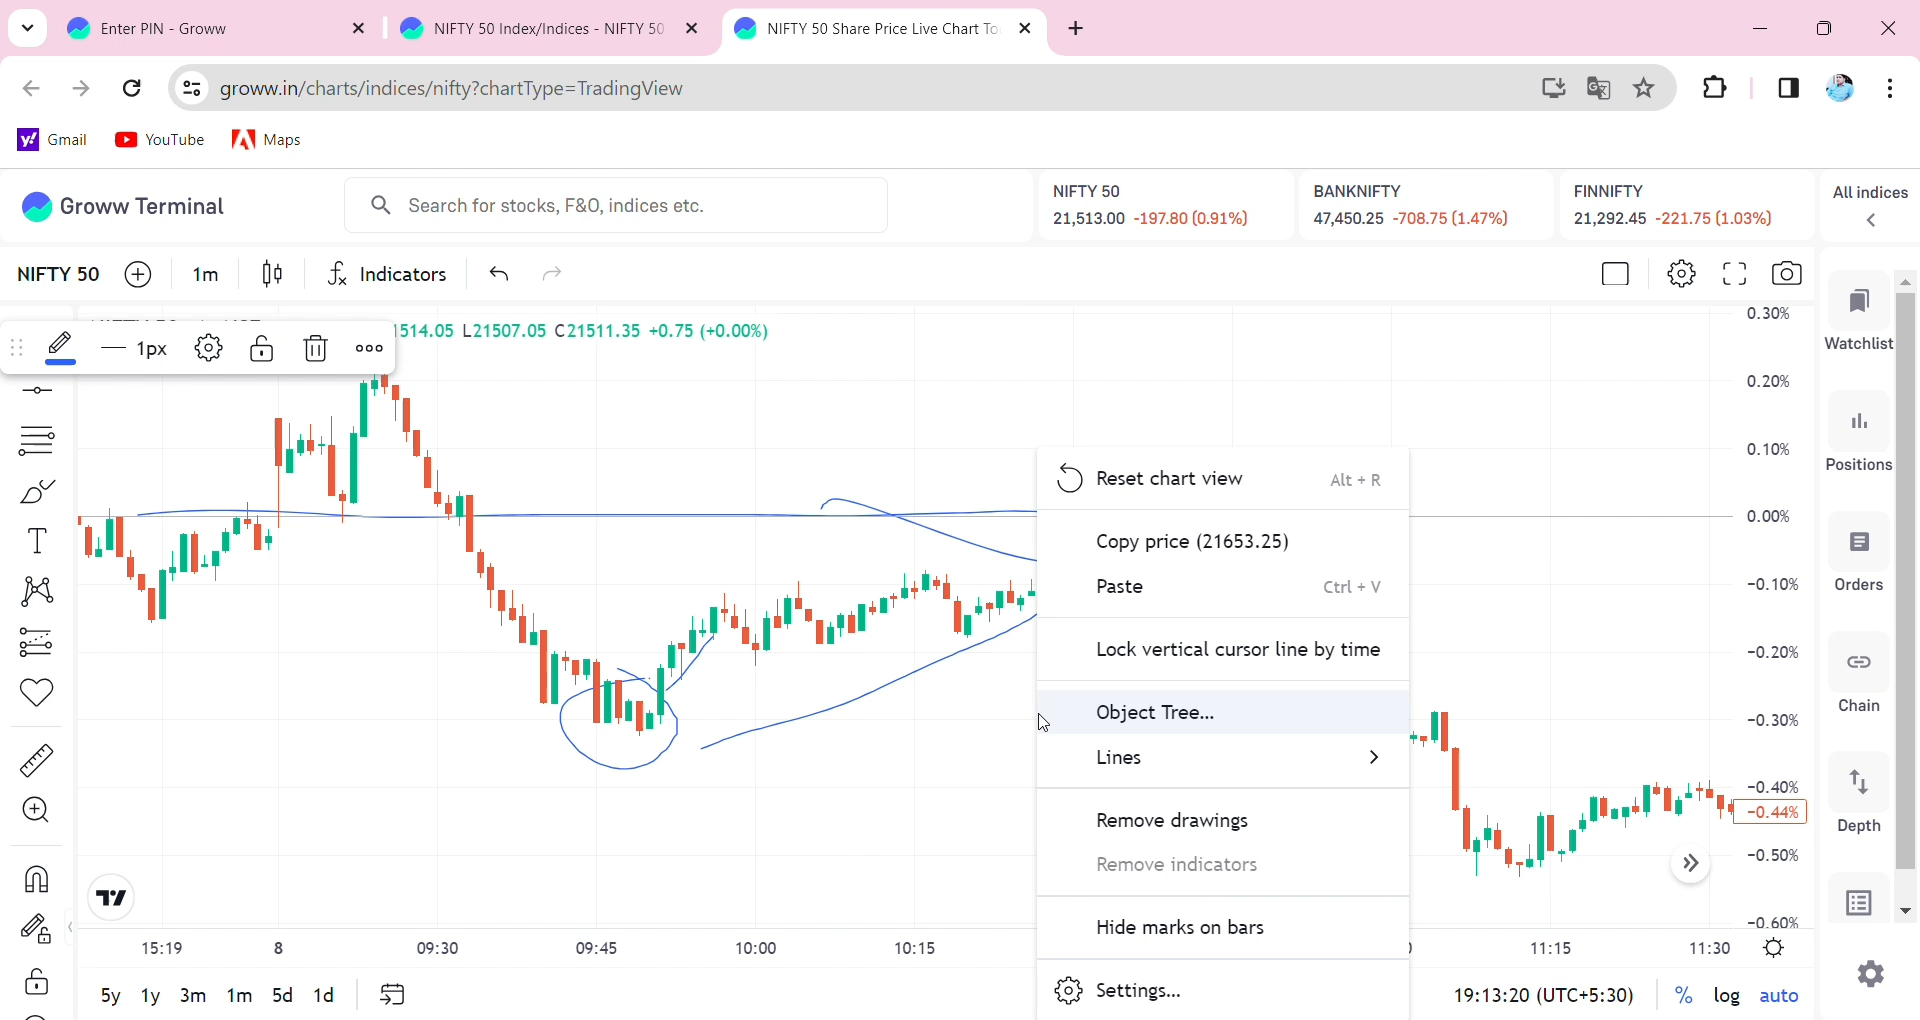 Enter PIN - Groww
NIFTY 50 Index/Indices - NIFTY 50
NIFTY 50 Share Price Live Chart To
groww.in/charts/indices/nifty?chartType=TradingView
Gmail
YouTube
Maps
Groww Terminal
Search for stocks, F&O, indices etc.
NIFTY 50
21,513.00 -197.80 (0.91%)
BANKNIFTY
47,450.25 -708.75 (1.47%)
FINNIFTY
21,292.45 -221.75 (1.03%)
All indices
NIFTY 50
1m
Indicators
1514.05 L21507.05 C21511.35 +0.75 (+0.00%)
1px
Reset chart view Alt + R
Copy price (21653.25)
Paste Ctrl + V
Lock vertical cursor line by time
Object Tree...
Lines
Remove drawings
Remove indicators
Hide marks on bars
Settings...
0.30%
0.20%
0.10%
0.00%
-0.10%
-0.20%
-0.30%
-0.40%
-0.44%
-0.50%
-0.60%
Watchlist
Positions
Orders
Chain
Depth
15:19 8 09:30 09:45 10:00 10:15 11:15 11:30
5y 1y 3m 1m 5d 1d
19:13:20 (UTC+5:30) % log auto